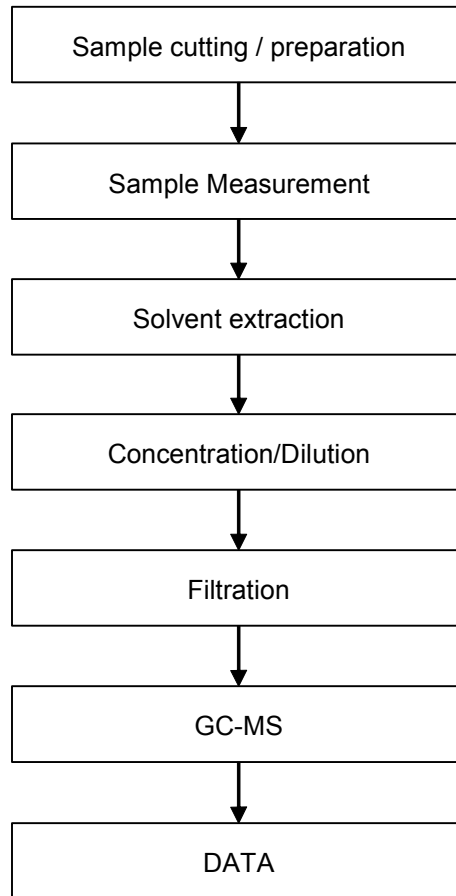 Sample cutting / preparation
Sample Measurement
Solvent extraction
Concentration/Dilution
Filtration
GC-MS
DATA